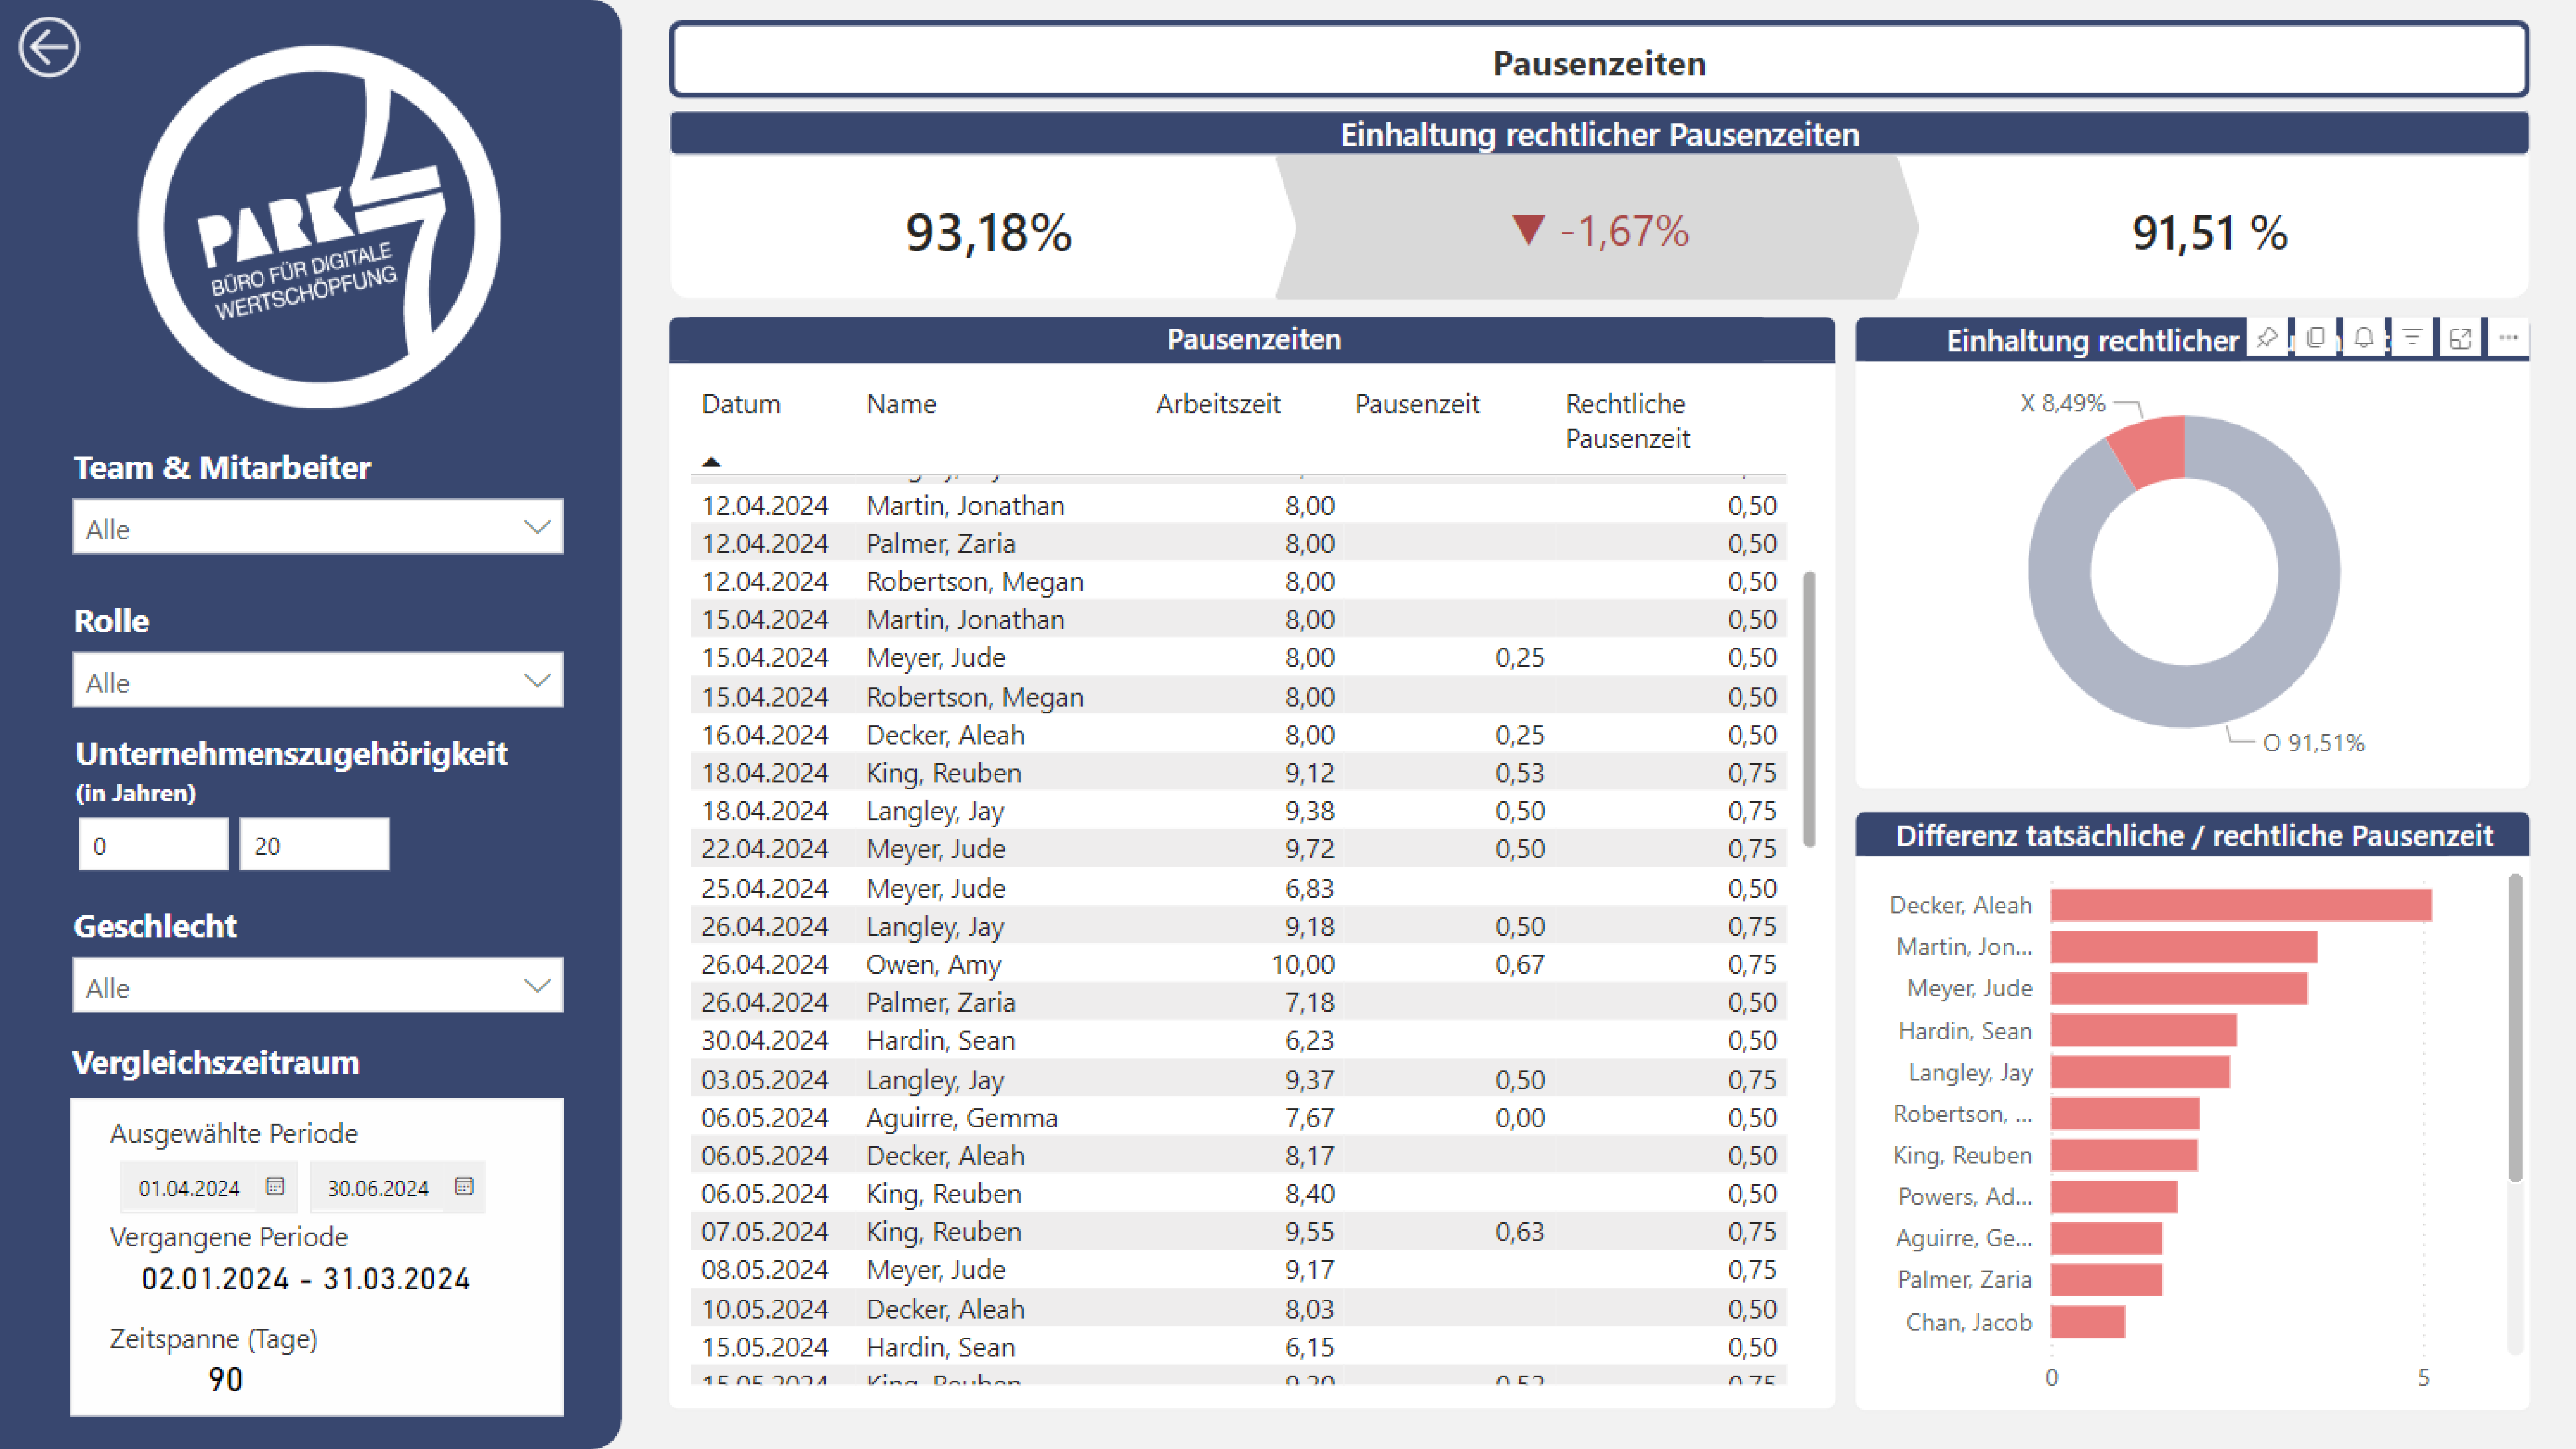 PARK
BÜRO FÜR DIGITALE
WERTSCHÖPFUNG
Team & Mitarbeiter
Alle
Rolle
Alle
Unternehmenszugehörigkeit
(in Jahren)
0 20
Geschlecht
Alle
Vergleichszeitraum
Ausgewählte Periode
01.04.2024 30.06.2024
Vergangene Periode
02.01.2024 - 31.03.2024
Zeitspanne (Tage)
90
Pausenzeiten
Einhaltung rechtlicher Pausenzeiten
93,18% ▼ -1,67% 91,51 %
Pausenzeiten
Datum Name Arbeitszeit Pausenzeit Rechtliche
Pausenzeit
12.04.2024 Martin, Jonathan 8,00 0,50
12.04.2024 Palmer, Zaria 8,00 0,50
12.04.2024 Robertson, Megan 8,00 0,50
15.04.2024 Martin, Jonathan 8,00 0,50
15.04.2024 Meyer, Jude 8,00 0,25 0,50
15.04.2024 Robertson, Megan 8,00 0,50
16.04.2024 Decker, Aleah 8,00 0,25 0,50
18.04.2024 King, Reuben 9,12 0,53 0,75
18.04.2024 Langley, Jay 9,38 0,50 0,75
22.04.2024 Meyer, Jude 9,72 0,50 0,75
25.04.2024 Meyer, Jude 6,83 0,50
26.04.2024 Langley, Jay 9,18 0,50 0,75
26.04.2024 Owen, Amy 10,00 0,67 0,75
26.04.2024 Palmer, Zaria 7,18 0,50
30.04.2024 Hardin, Sean 6,23 0,50
03.05.2024 Langley, Jay 9,37 0,50 0,75
06.05.2024 Aguirre, Gemma 7,67 0,00 0,50
06.05.2024 Decker, Aleah 8,17 0,50
06.05.2024 King, Reuben 8,40 0,50
07.05.2024 King, Reuben 9,55 0,63 0,75
08.05.2024 Meyer, Jude 9,17 0,75
10.05.2024 Decker, Aleah 8,03 0,50
15.05.2024 Hardin, Sean 6,15 0,50
15.05.2024 King, Reuben
Einhaltung rechtlicher
X 8,49%
O 91,51%
Differenz tatsächliche / rechtliche Pausenzeit
Decker, Aleah
Martin, Jon...
Meyer, Jude
Hardin, Sean
Langley, Jay
Robertson, ...
King, Reuben
Powers, Ad...
Aguirre, Ge...
Palmer, Zaria
Chan, Jacob
0 5